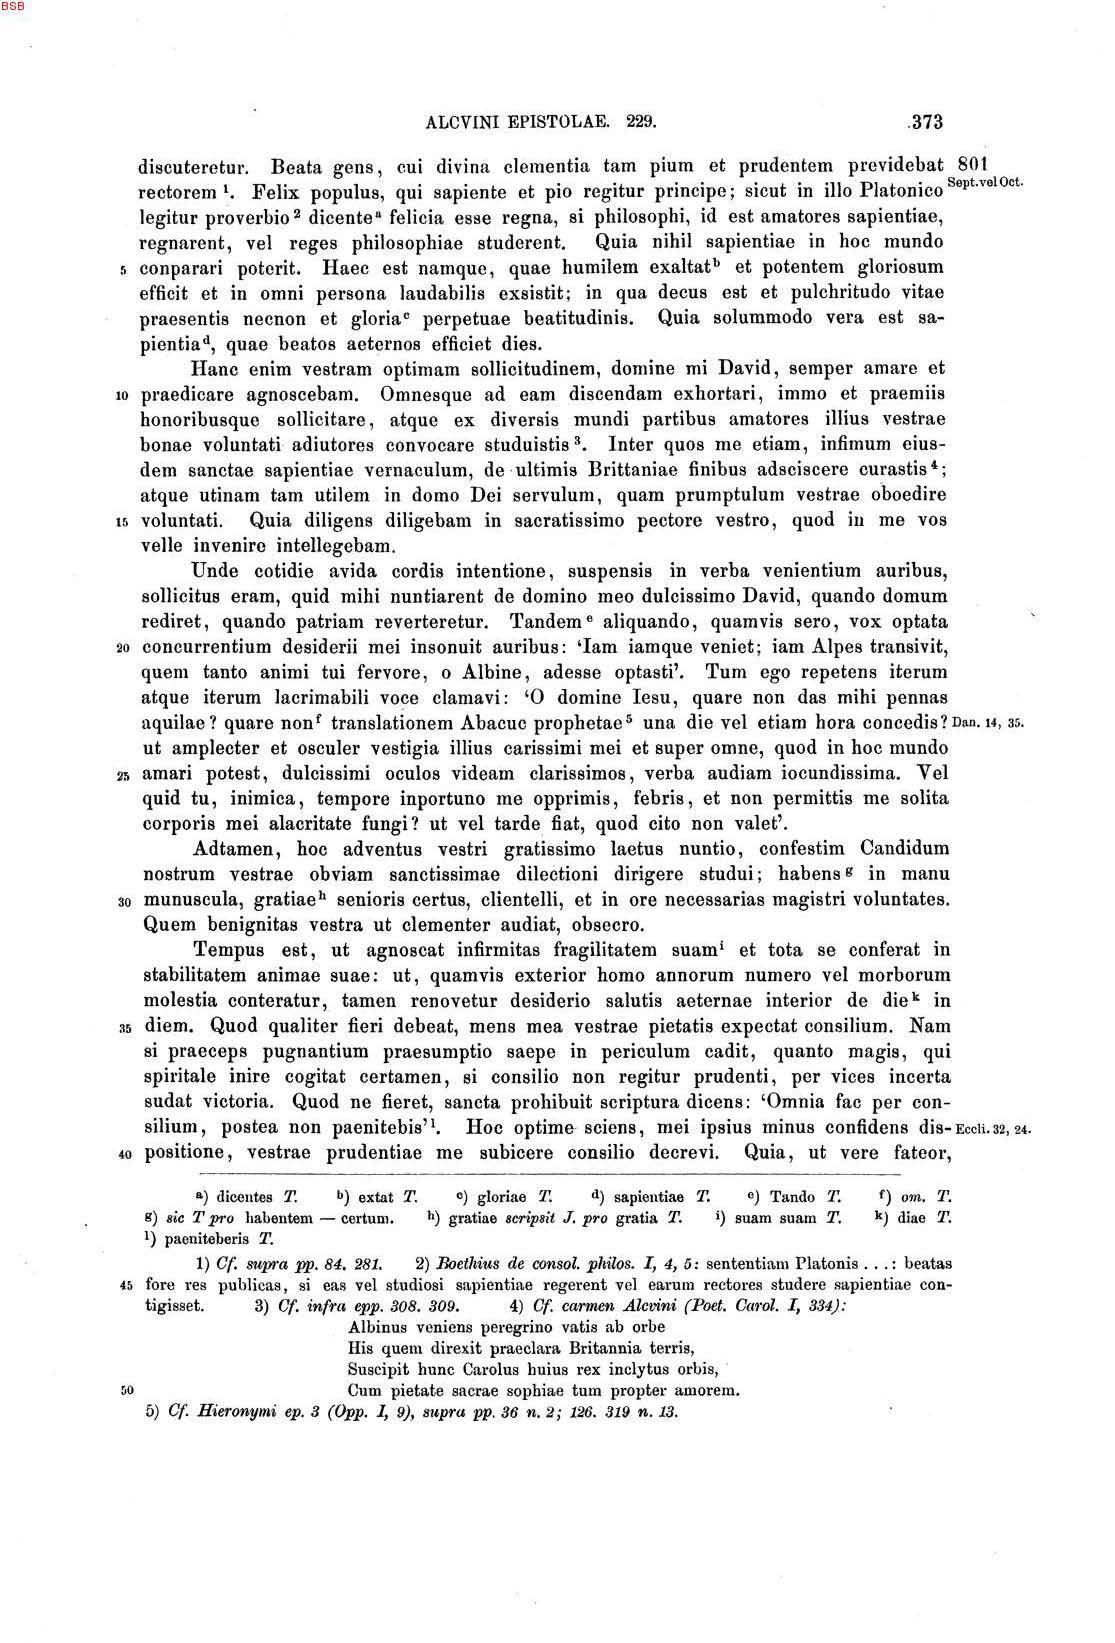 BSB
ALCVINI EPISTOLAE. 229. 373
discuteretur. Beata gens, cui divina clementia tam pium et prudentem previdebat 801
rectorem ¹. Felix populus, qui sapiente et pio regitur principe; sicut in illo Platonico Sept. vel Oct.
legitur proverbio ² dicente ᵃ felicia esse regna, si philosophi, id est amatores sapientiae,
regnarent, vel reges philosophiae studerent. Quia nihil sapientiae in hoc mundo
5 conparari poterit. Haec est namque, quae humilem exaltat ᵇ et potentem gloriosum
efficit et in omni persona laudabilis exsistit; in qua decus est et pulchritudo vitae
praesentis necnon et gloria ᶜ perpetuae beatitudinis. Quia solummodo vera est sa-
pientia ᵈ, quae beatos aeternos efficiet dies.
Hanc enim vestram optimam sollicitudinem, domine mi David, semper amare et
10 praedicare agnoscebam. Omnesque ad eam discendam exhortari, immo et praemiis
honoribusque sollicitare, atque ex diversis mundi partibus amatores illius vestrae
bonae voluntati adiutores convocare studuistis ³. Inter quos me etiam, infimum eius-
dem sanctae sapientiae vernaculum, de ultimis Brittaniae finibus adsciscere curastis ⁴;
atque utinam tam utilem in domo Dei servulum, quam prumptulum vestrae oboedire
15 voluntati. Quia diligens diligebam in sacratissimo pectore vestro, quod in me vos
velle invenire intellegebam.
Unde cotidie avida cordis intentione, suspensis in verba venientium auribus,
sollicitus eram, quid mihi nuntiarent de domino meo dulcissimo David, quando domum
rediret, quando patriam reverteretur. Tandem ᵉ aliquando, quamvis sero, vox optata
20 concurrentium desiderii mei insonuit auribus: ‘Iam iamque veniet; iam Alpes transivit,
quem tanto animi tui fervore, o Albine, adesse optasti’. Tum ego repetens iterum
atque iterum lacrimabili voce clamavi: ‘O domine Iesu, quare non das mihi pennas
aquilae? quare non ᶠ translationem Abacuc prophetae ⁵ una die vel etiam hora concedis? Dan. 14, 35.
ut amplecter et osculer vestigia illius carissimi mei et super omne, quod in hoc mundo
25 amari potest, dulcissimi oculos videam clarissimos, verba audiam iocundissima. Vel
quid tu, inimica, tempore inportuno me opprimis, febris, et non permittis me solita
corporis mei alacritate fungi? ut vel tarde fiat, quod cito non valet’.
Adtamen, hoc adventus vestri gratissimo laetus nuntio, confestim Candidum
nostrum vestrae obviam sanctissimae dilectioni dirigere studui; habens ᵍ in manu
30 munuscula, gratiae ʰ senioris certus, clientelli, et in ore necessarias magistri voluntates.
Quem benignitas vestra ut clementer audiat, obsecro.
Tempus est, ut agnoscat infirmitas fragilitatem suam ⁱ et tota se conferat in
stabilitatem animae suae: ut, quamvis exterior homo annorum numero vel morborum
molestia conteratur, tamen renovetur desiderio salutis aeternae interior de die ᵏ in
35 diem. Quod qualiter fieri debeat, mens mea vestrae pietatis expectat consilium. Nam
si praeceps pugnantium praesumptio saepe in periculum cadit, quanto magis, qui
spiritale inire cogitat certamen, si consilio non regitur prudenti, per vices incerta
sudat victoria. Quod ne fieret, sancta prohibuit scriptura dicens: ‘Omnia fac per con-
silium, postea non paenitebis’ ˡ. Hoc optime sciens, mei ipsius minus confidens dis- Eccli. 32, 24.
40 positione, vestrae prudentiae me subicere consilio decrevi. Quia, ut vere fateor,
a) dicentes T. b) extat T. c) gloriae T. d) sapientiae T. e) Tando T. f) om. T.
g) sic T pro habentem — certum. h) gratiae scripsit J. pro gratia T. i) suam suam T. k) diae T.
l) paeniteberis T.
1) Cf. supra pp. 84. 281. 2) Boethius de consol. philos. I, 4, 5: sententiam Platonis . . .: beatas
45 fore res publicas, si eas vel studiosi sapientiae regerent vel earum rectores studere sapientiae con-
tigisset. 3) Cf. infra epp. 308. 309. 4) Cf. carmen Alcvini (Poet. Carol. I, 334):
Albinus veniens peregrino vatis ab orbe
His quem direxit praeclara Britannia terris,
Suscipit hunc Carolus huius rex inclytus orbis,
50 Cum pietate sacrae sophiae tum propter amorem.
5) Cf. Hieronymi ep. 3 (Opp. I, 9), supra pp. 36 n. 2; 126. 319 n. 13.